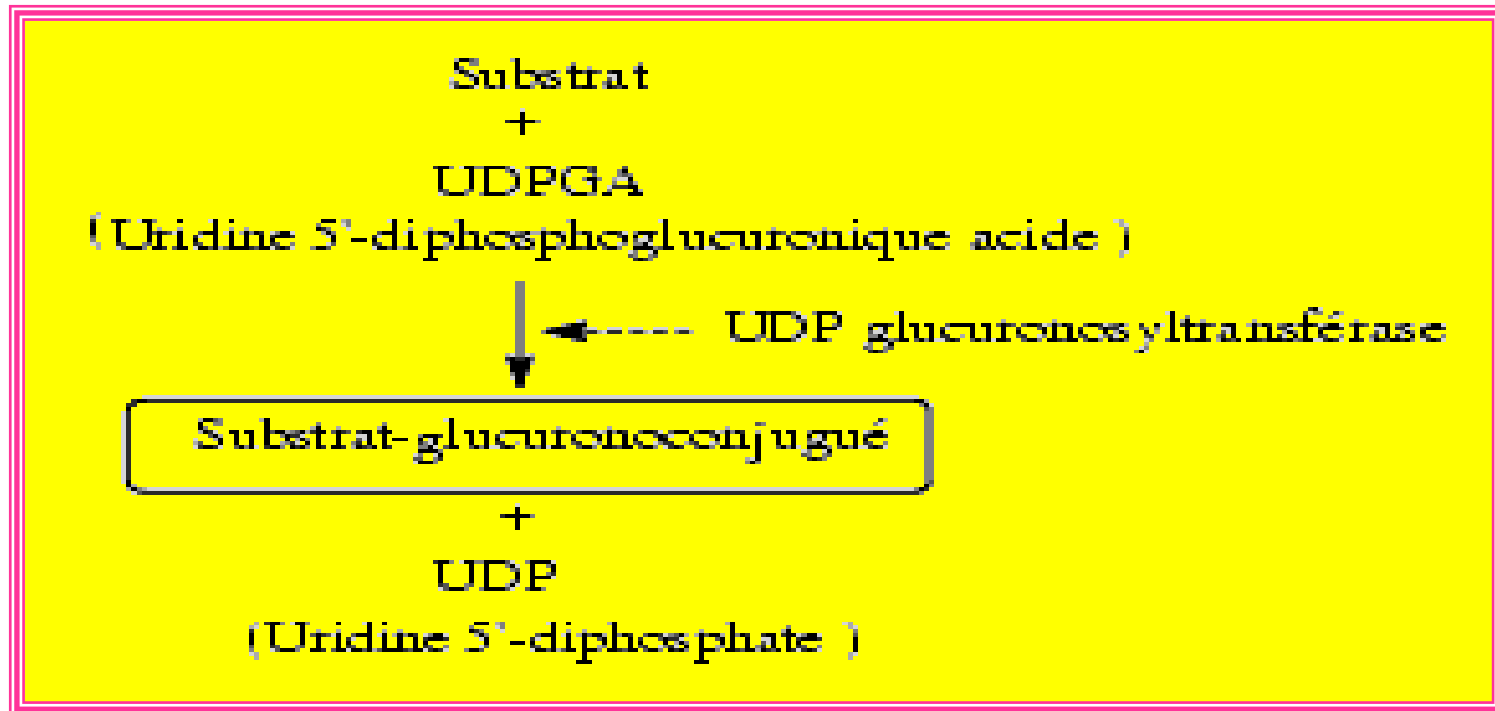 Substrat
+
UDPGA
(Uridine 5'-diphosphoglucuronique acide )
UDP glucuronosyltransférase
Substrat-glucuronoconjugué
+
UDP
(Uridine 5'-diphosphate )